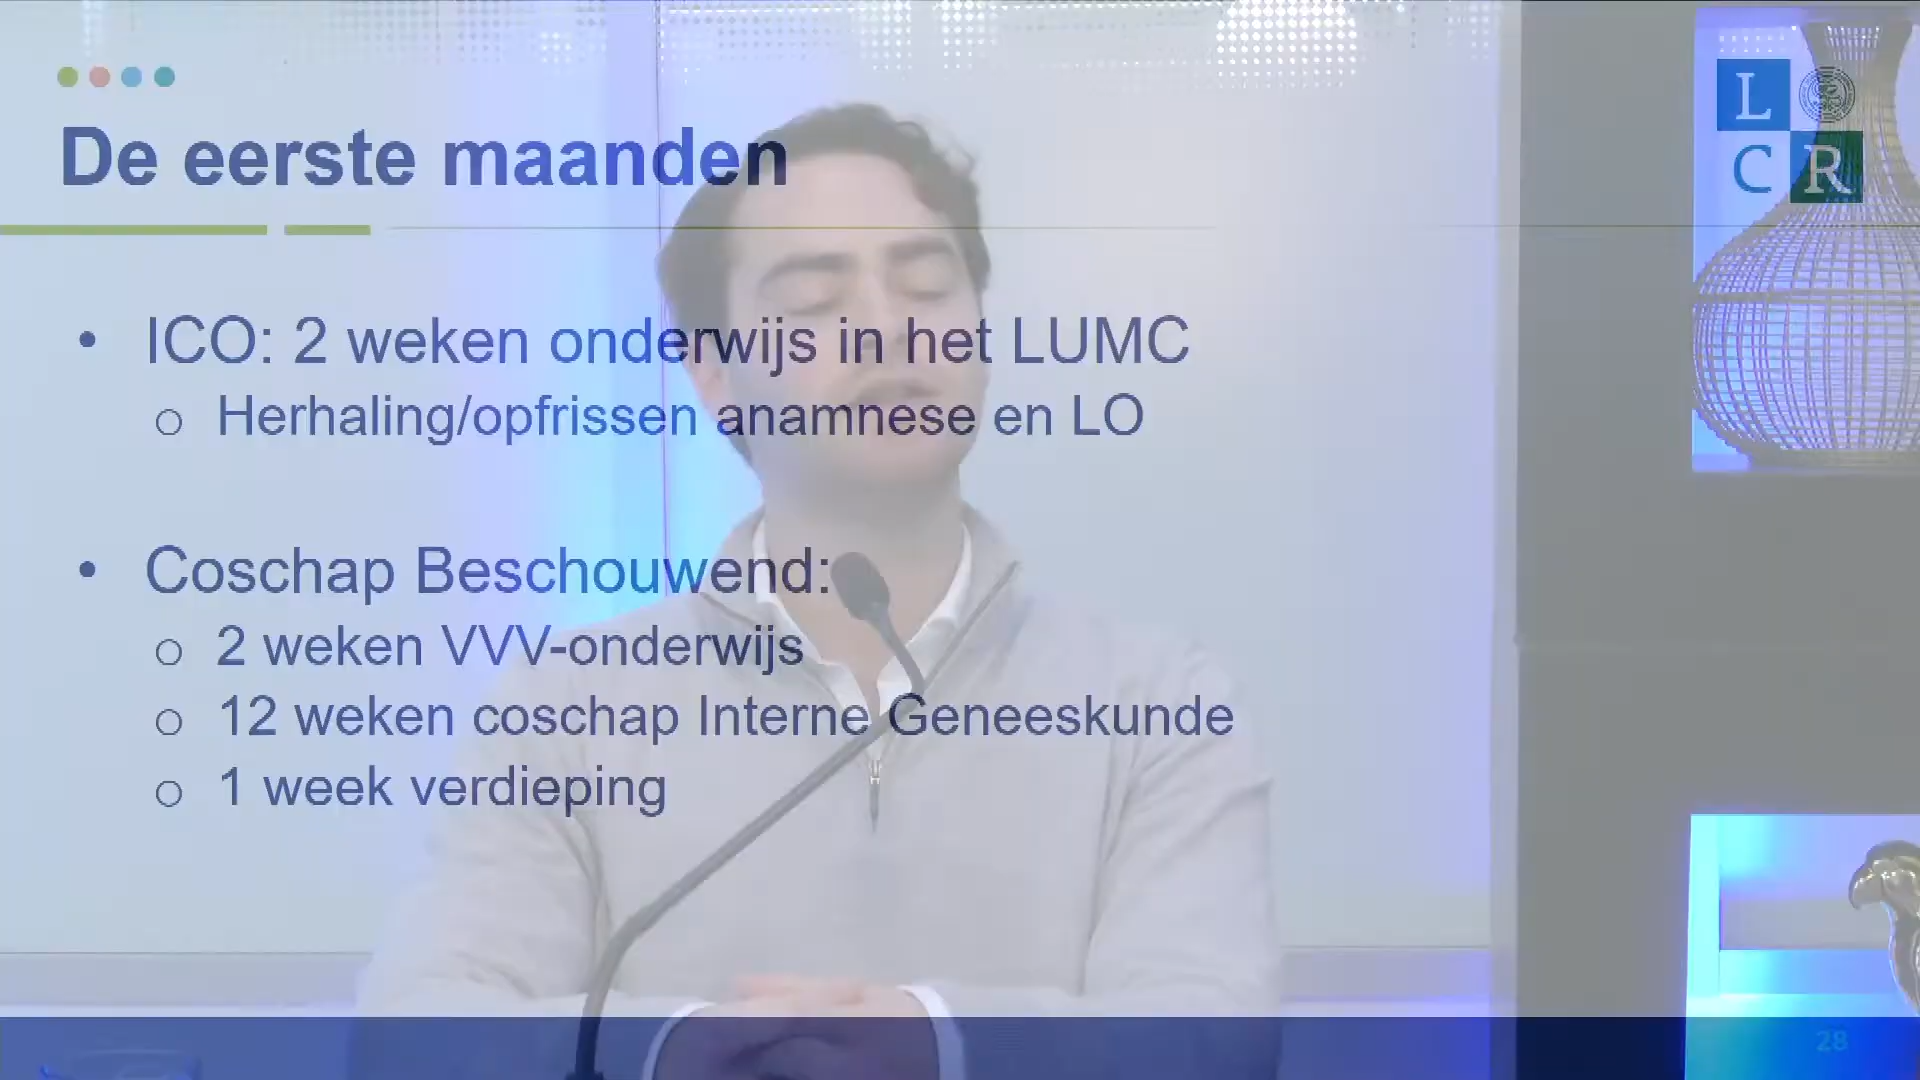 De eerste maanden
L
C R
• ICO: 2 weken onderwijs in het LUMC
o Herhaling/opfrissen anamnese en LO
• Coschap Beschouwend:
o 2 weken VVV-onderwijs
o 12 weken coschap Interne Geneeskunde
o 1 week verdieping
28